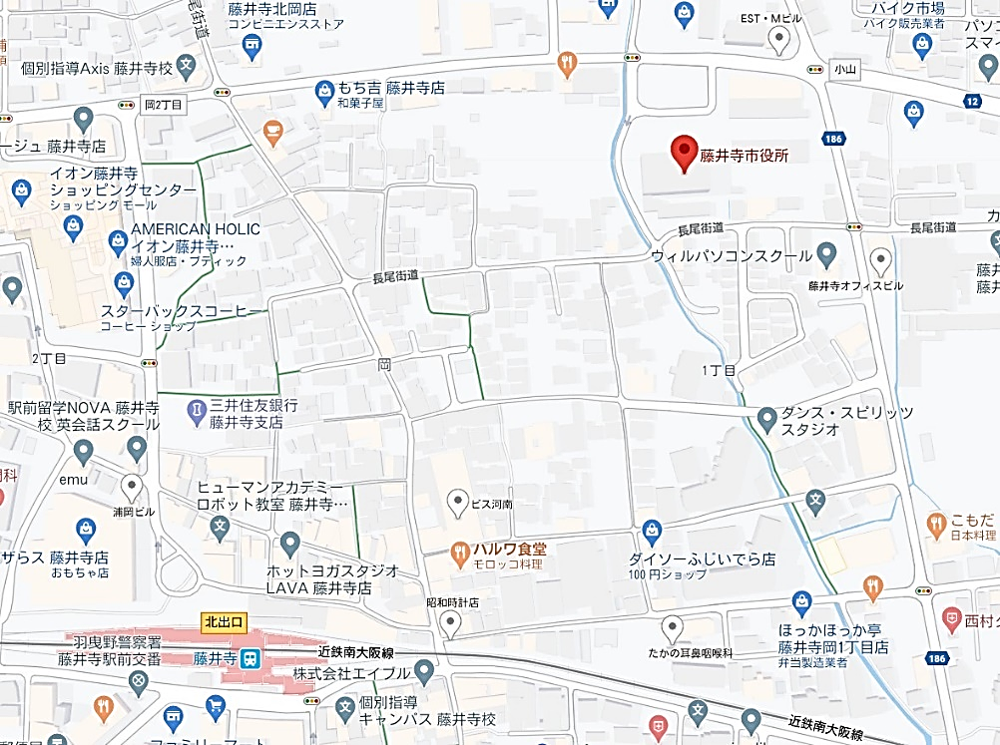 尾街道
藤井寺北岡店
コンビニエンスストア
EST・Mビル
バイク市場
バイク販売業者
個別指導Axis 藤井寺校
もち吉 藤井寺店
和菓子屋
小山
12
岡2丁目
186
ージュ 藤井寺店
藤井寺市役所
イオン藤井寺
ショッピングセンター
ショッピング モール
AMERICAN HOLIC
イオン藤井寺…
婦人服店・ブティック
長尾街道
長尾街道
ウィルパソコンスクール
藤井寺オフィスビル
長尾街道
スターバックスコーヒー
コーヒー ショップ
2丁目
岡
1丁目
駅前留学NOVA 藤井寺
校 英会話スクール
三井住友銀行
藤井寺支店
ダンス・スピリッツ
スタジオ
emu
浦岡ビル
ヒューマンアカデミー
ロボット教室 藤井寺…
ビス河南
ザらス 藤井寺店
おもちゃ店
ハルワ食堂
モロッコ料理
ダイソーふじいでら店
100 円ショップ
こもだ
日本料理
ホットヨガスタジオ
LAVA 藤井寺店
昭和時計店
北出口
羽曳野警察署
藤井寺駅前交番
藤井寺
近鉄南大阪線
株式会社エイブル
たかの耳鼻咽喉科
ほっかほっか亭
藤井寺岡1丁目店
弁当製造業者
186
個別指導
キャンパス 藤井寺校
近鉄南大阪線
ファミリーマート